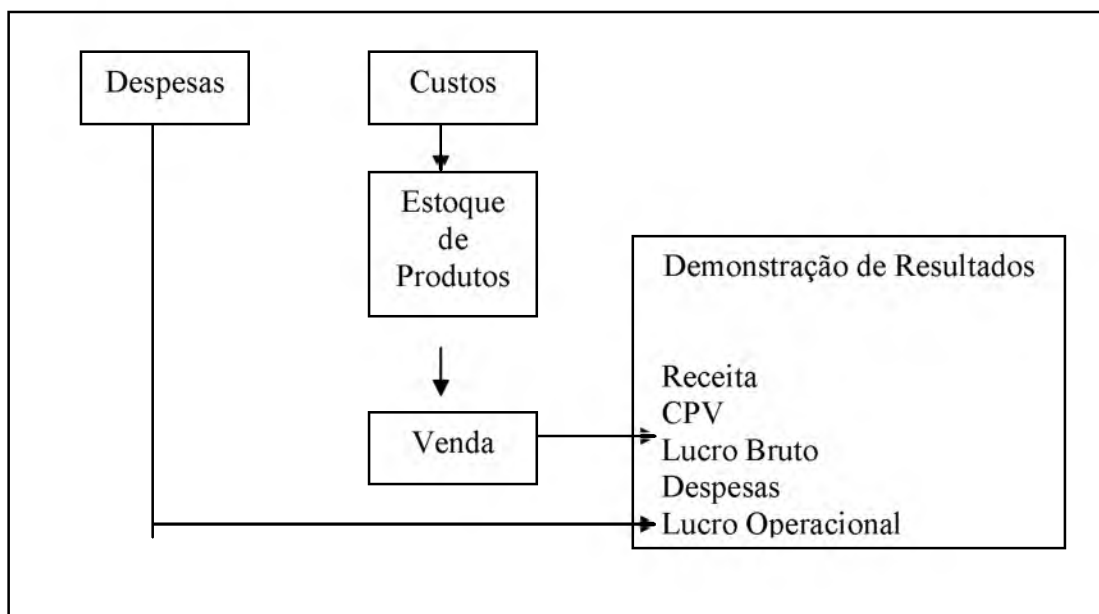 Despesas
Custos
Estoque
de
Produtos
Venda
Demonstração de Resultados
Receita
CPV
Lucro Bruto
Despesas
Lucro Operacional